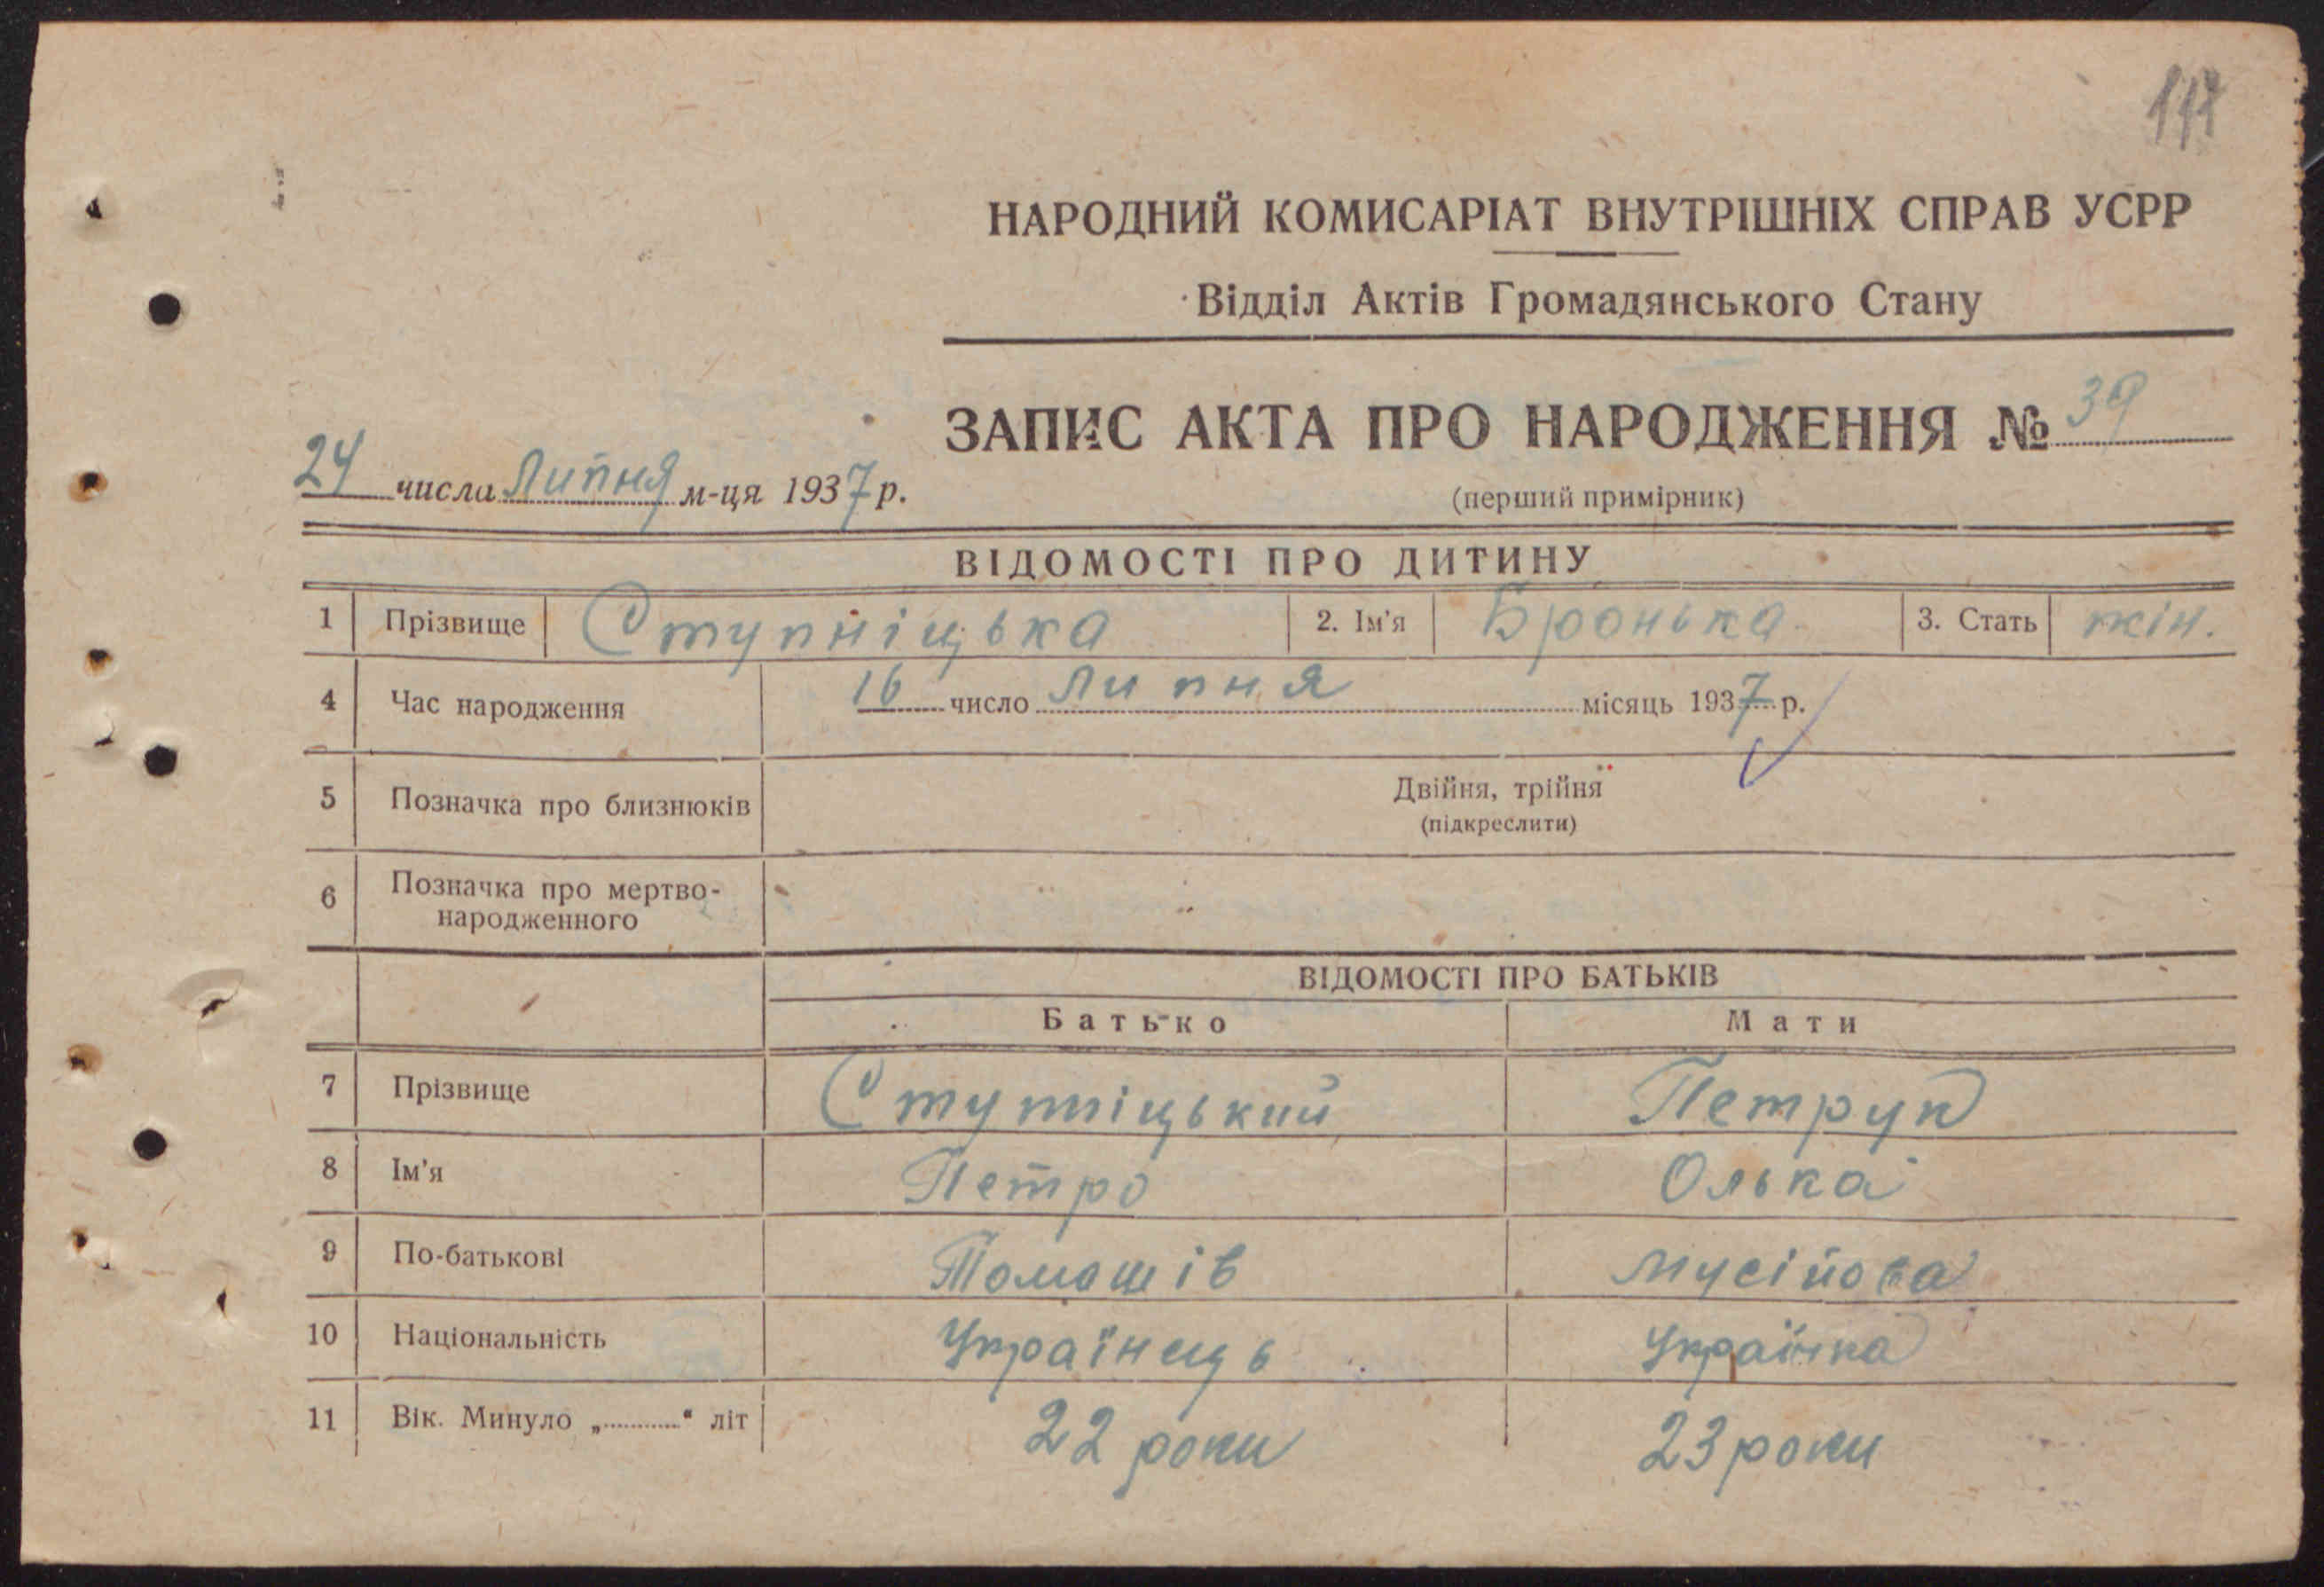 117
НАРОДНИЙ КОМИСАРІАТ ВНУТРІШНІХ СПРАВ УСРР
Відділ Актів Громадянського Стану
ЗАПИС АКТА ПРО НАРОДЖЕННЯ № 39
24 числа Липня м-ця 1937 р.
(перший примірник)
ВІДОМОСТІ ПРО ДИТИНУ
1 Прізвище Ступніцька 2. Ім'я Бронька 3. Стать жін.
4 Час народження 16 число Липня місяць 1937 р.
5 Позначка про близнюків Двійня, трійня
(підкреслити)
6 Позначка про мертво-
народженного
ВІДОМОСТІ ПРО БАТЬКІВ
Батько Мати
7 Прізвище Ступніцький Петрук
8 Ім'я Петро Олька
9 По-батькові Томашів Мусійова
10 Національність Українець Українка
11 Вік. Минуло „............“ літ 22 роки 23 роки